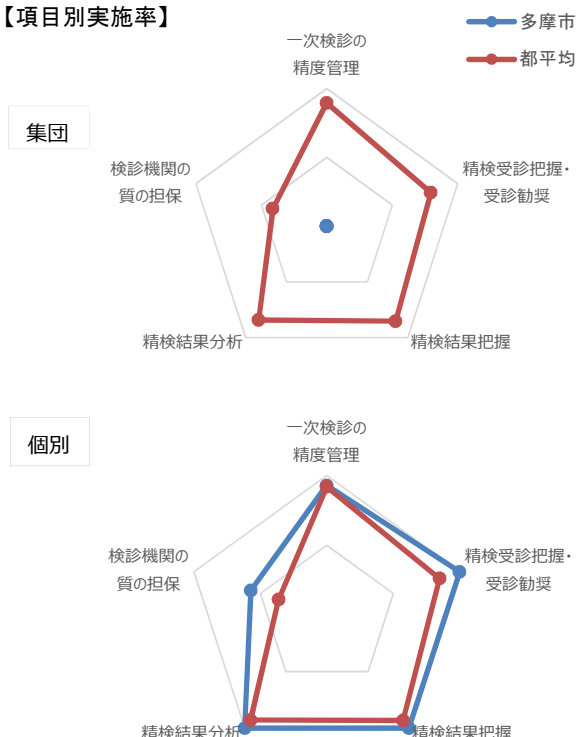 【項目別実施率】
多摩市
都平均
集団
一次検診の
精度管理
検診機関の
質の担保
精検受診把握・
受診勧奨
精検結果分析
精検結果把握
個別
一次検診の
精度管理
検診機関の
質の担保
精検受診把握・
受診勧奨
精検結果分析
精検結果把握